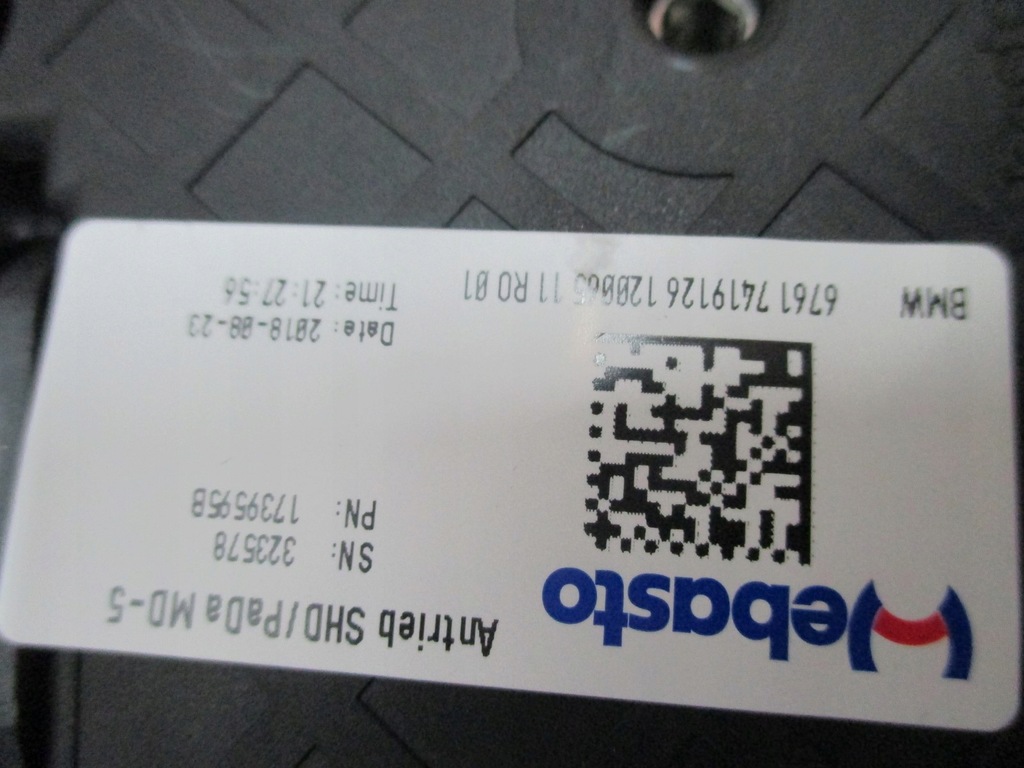 Webasto
Antrieb SHD/PaDa MD-5
SN: 323578
PN: 1739595B
Date: 2018-08-23
Time: 21:27:56
BMW 6761 7419126 11 RO 01